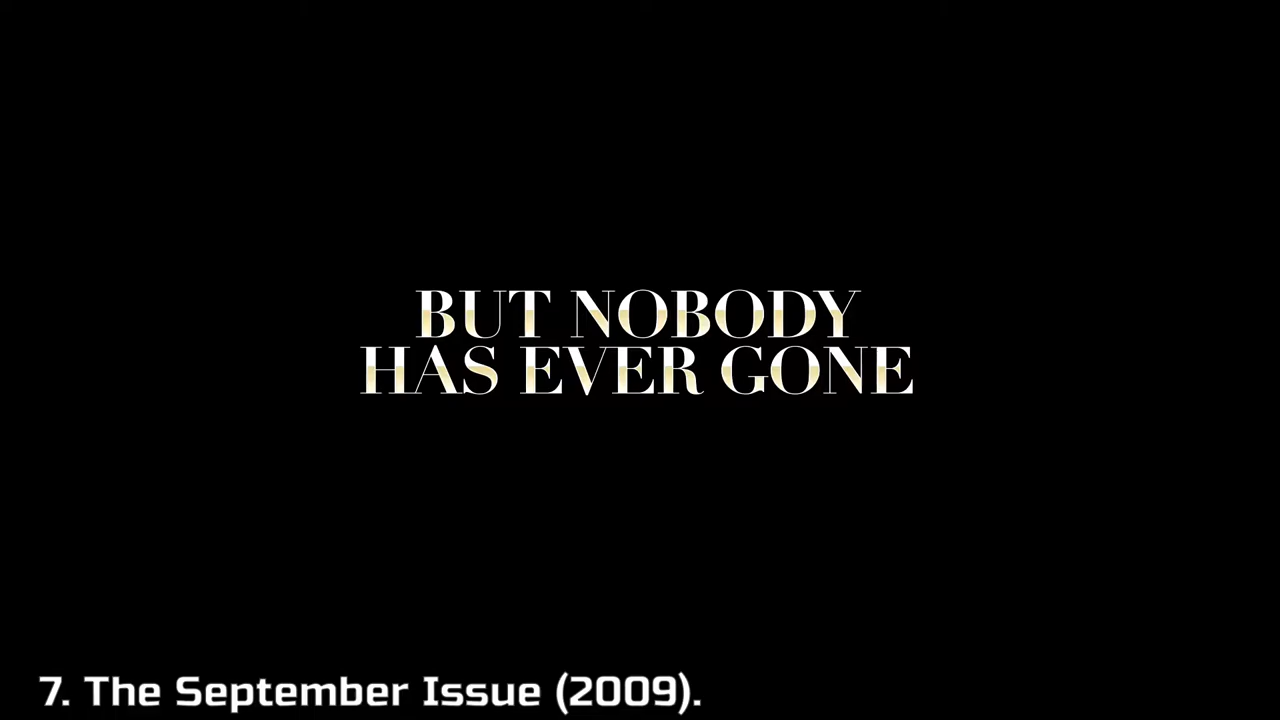 BUT NOBODY
HAS EVER GONE
7. The September Issue (2009).